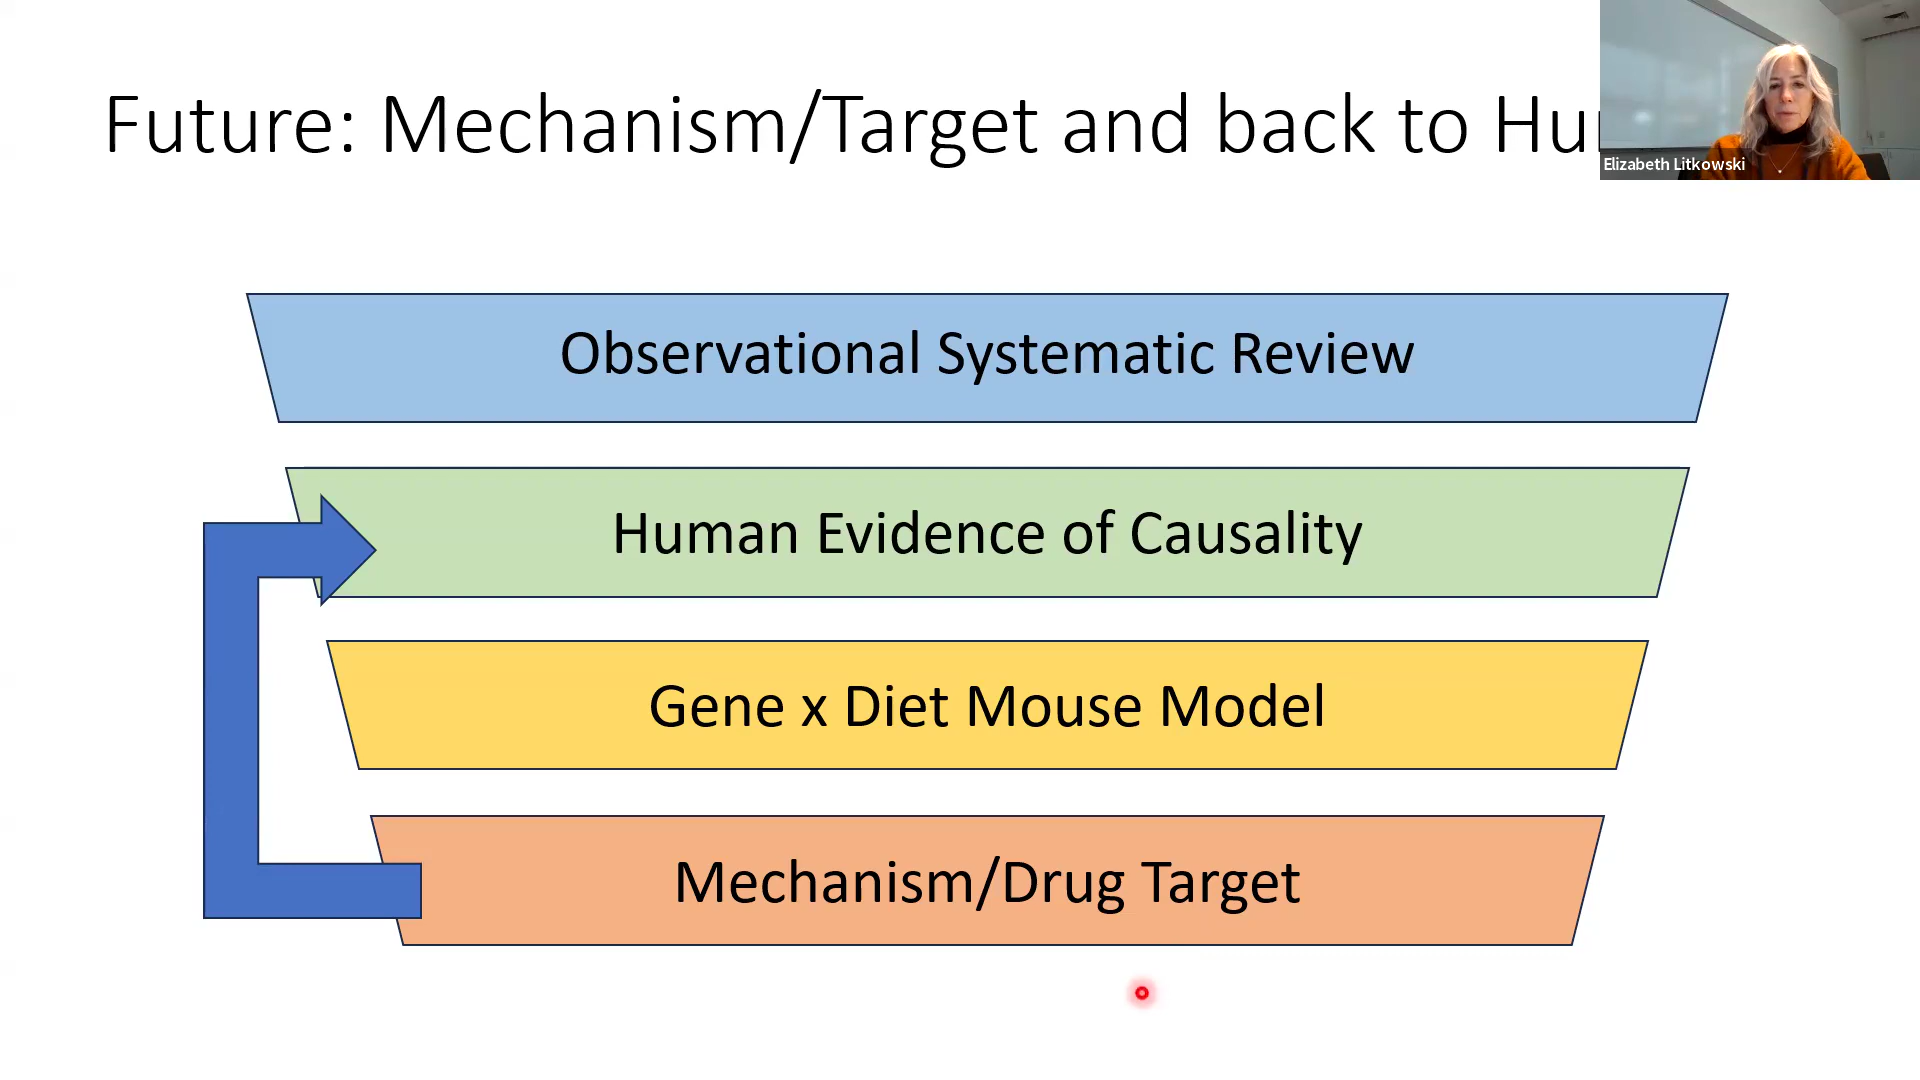 Future: Mechanism/Target and back to
Elizabeth Litkowski
Observational Systematic Review
Human Evidence of Causality
Gene x Diet Mouse Model
Mechanism/Drug Target